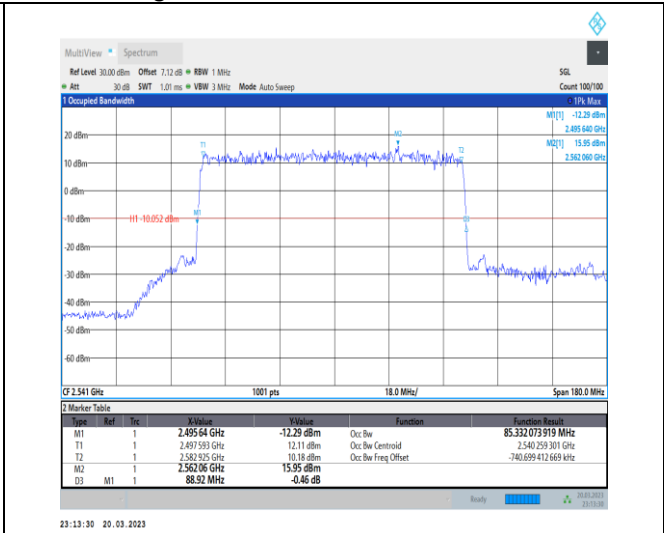 MultiView Spectrum
Ref Level 30.00 dBm Offset 7.12 dB RBW 1 MHz SGL
Att 30 dB SWT 1.01 ms VBW 3 MHz Mode Auto Sweep Count 100/100
1 Occupied Bandwidth 1Pk Max
M1[1] -12.29 dBm
2.495 640 GHz
M2[1] 15.95 dBm
2.562 060 GHz
20 dBm
T1
M2
T2
10 dBm
0 dBm
-10 dBm
H1 -10.052 dBm
M1
D3
-20 dBm
-30 dBm
-40 dBm
-50 dBm
-60 dBm
CF 2.541 GHz 1001 pts 18.0 MHz/ Span 180.0 MHz
2 Marker Table
Type Ref Trc X-Value Y-Value Function Function Result
M1 1 2.495 64 GHz -12.29 dBm Occ Bw 85.332 073 919 MHz
T1 1 2.497 593 GHz 12.11 dBm Occ Bw Centroid 2.540 259 301 GHz
T2 1 2.582 925 GHz 10.18 dBm Occ Bw Freq Offset -740.699 412 669 kHz
M2 1 2.562 06 GHz 15.95 dBm
D3 M1 1 88.92 MHz -0.46 dB
Ready 20.03.2023
23:13:30
23:13:30 20.03.2023